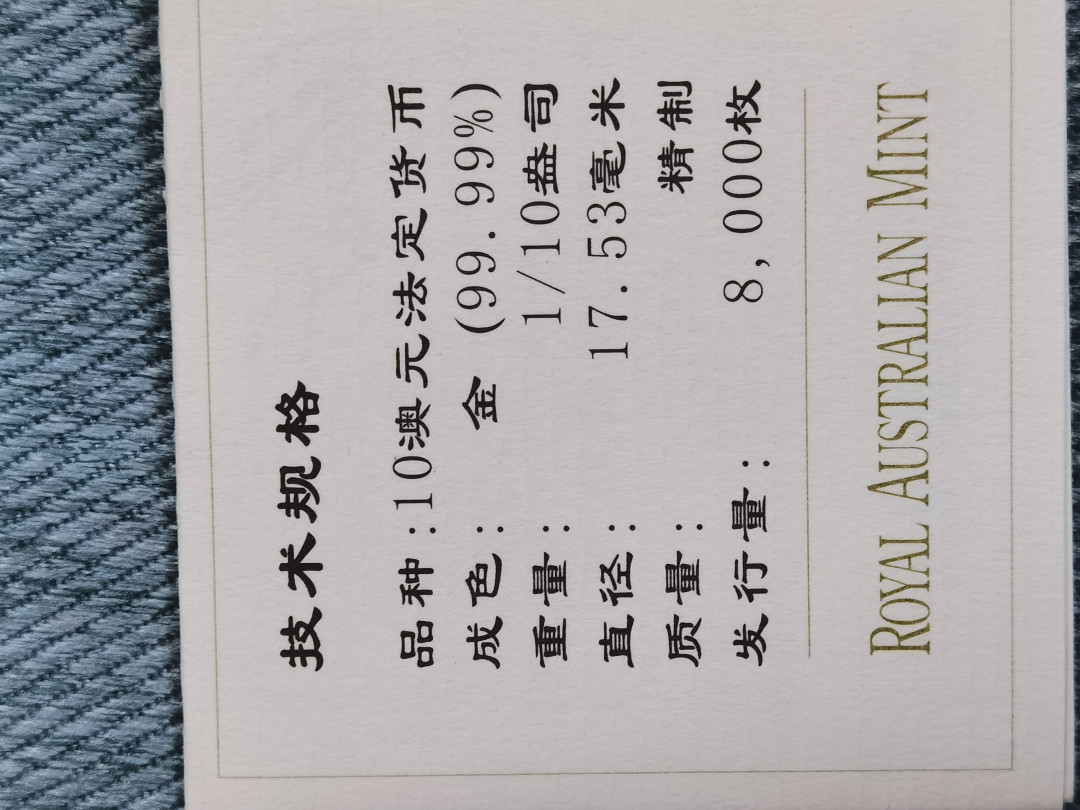 技术规格
品种:10澳元法定货币
成色: 金 (99.99%)
重量: 1/10盎司
直径: 17.53毫米
质量: 精制
发行量: 8,000枚
ROYAL AUSTRALIAN MINT